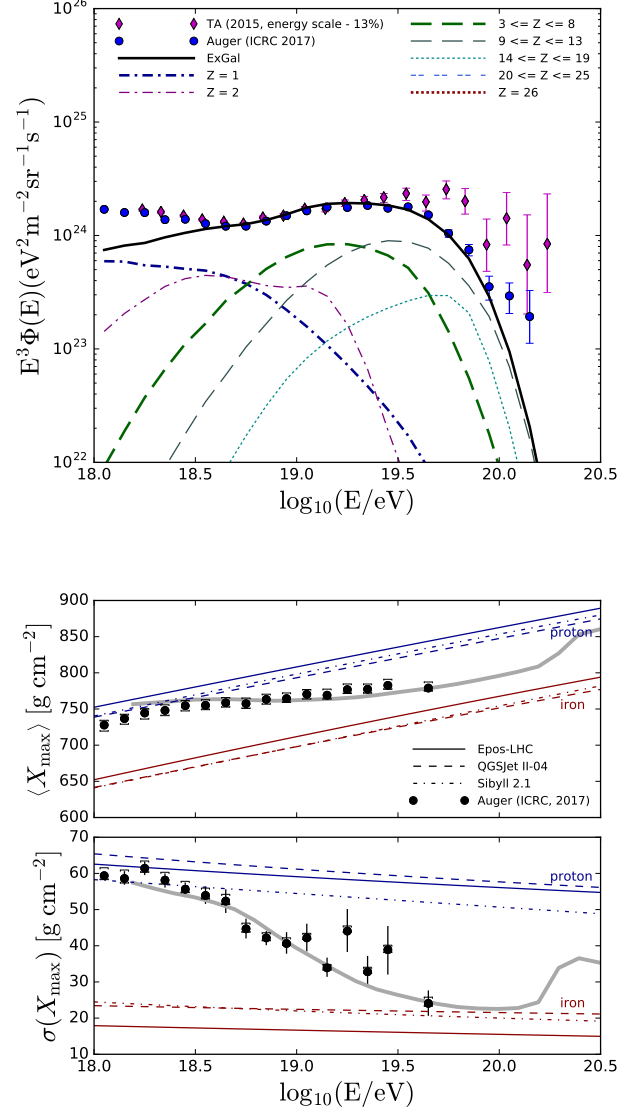 10^26
10^25
10^24
10^23
10^22
E^3Φ(E)(eV^2m^−2sr^−1s^−1)
TA (2015, energy scale - 13%)
Auger (ICRC 2017)
ExGal
Z = 1
Z = 2
3 <= Z <= 8
9 <= Z <= 13
14 <= Z <= 19
20 <= Z <= 25
Z = 26
18.0 18.5 19.0 19.5 20.0 20.5
log10(E/eV)
900
850
800
750
700
650
600
⟨Xmax⟩ [g cm^−2]
proton
iron
Epos-LHC
QGSJet II-04
Sibyll 2.1
Auger (ICRC, 2017)
70
60
50
40
30
20
10
σ(Xmax) [g cm^−2]
proton
iron
18.0 18.5 19.0 19.5 20.0 20.5
log10(E/eV)